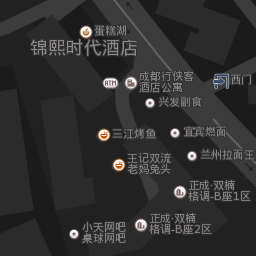 蛋糕湖
锦熙时代酒店
ATM
成都行侠客
酒店公寓
西门
兴发副食
三江烤鱼
宜宾燃面
王记双流
老妈兔头
兰州拉面王
正成·双楠
格调-B座1区
正成·双楠
格调-B座2区
小天网吧
桌球网吧